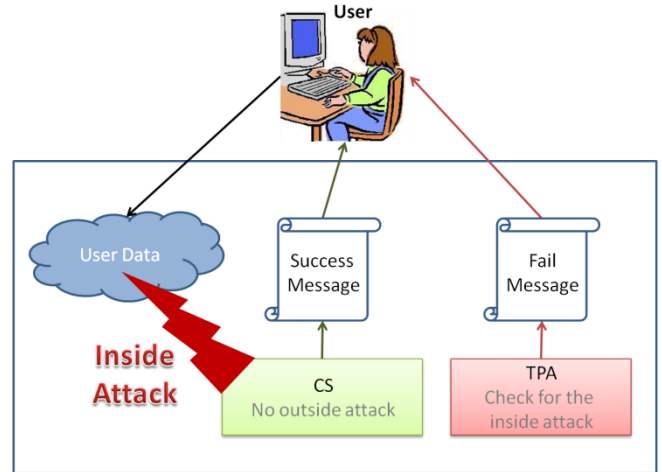 User
User Data
Success
Message
Fail
Message
Inside
Attack
CS
No outside attack
TPA
Check for the
inside attack